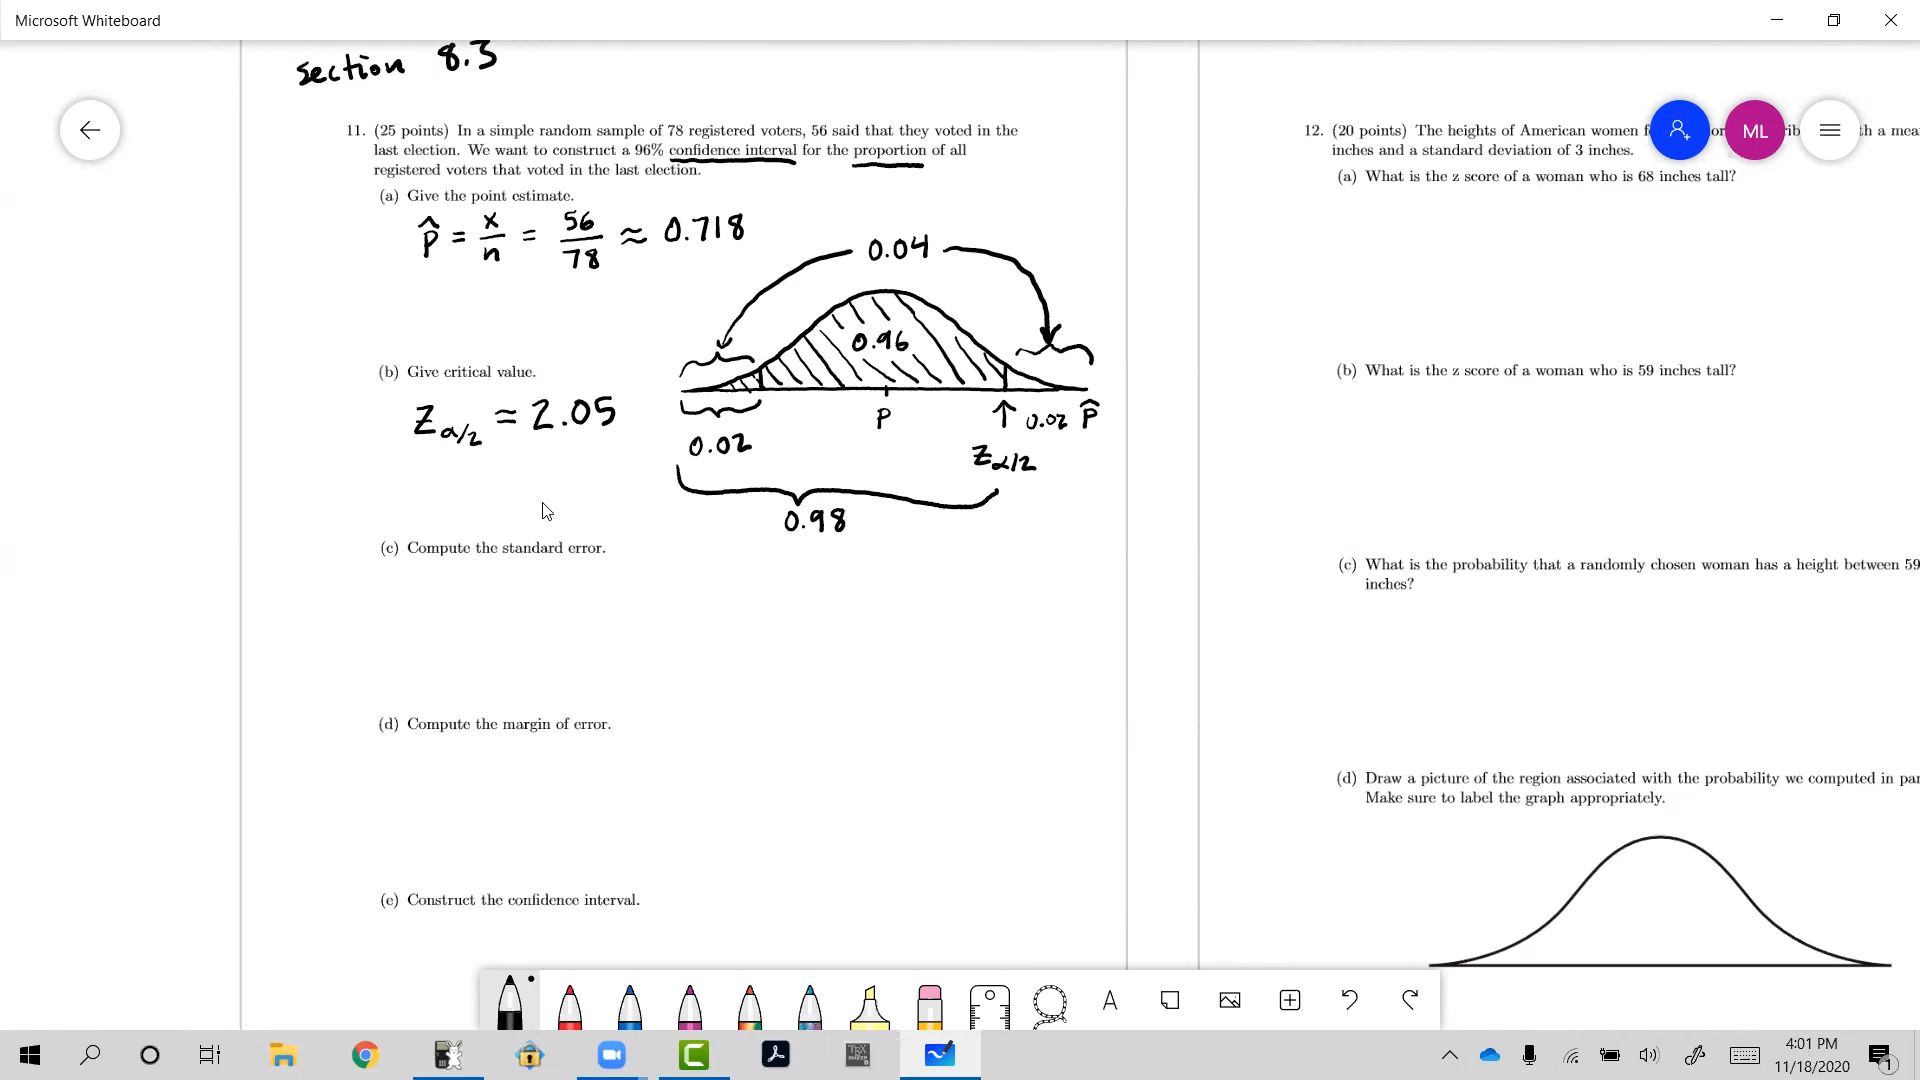 Microsoft Whiteboard
section 8.3
11. (25 points) In a simple random sample of 78 registered voters, 56 said that they voted in the
last election. We want to construct a 96% confidence interval for the proportion of all
registered voters that voted in the last election.
(a) Give the point estimate.
p̂ = x/n = 56/78 ≈ 0.718
0.04
0.96
(b) Give critical value.
z_α/2 ≈ 2.05
p
0.02 p̂
0.02
z_α/2
0.98
(c) Compute the standard error.
(d) Compute the margin of error.
(e) Construct the confidence interval.
12. (20 points) The heights of American women
inches and a standard deviation of 3 inches.
ML
(a) What is the z score of a woman who is 68 inches tall?
(b) What is the z score of a woman who is 59 inches tall?
(c) What is the probability that a randomly chosen woman has a height between 59
inches?
(d) Draw a picture of the region associated with the probability we computed in
Make sure to label the graph appropriately.
4:01 PM
11/18/2020
1